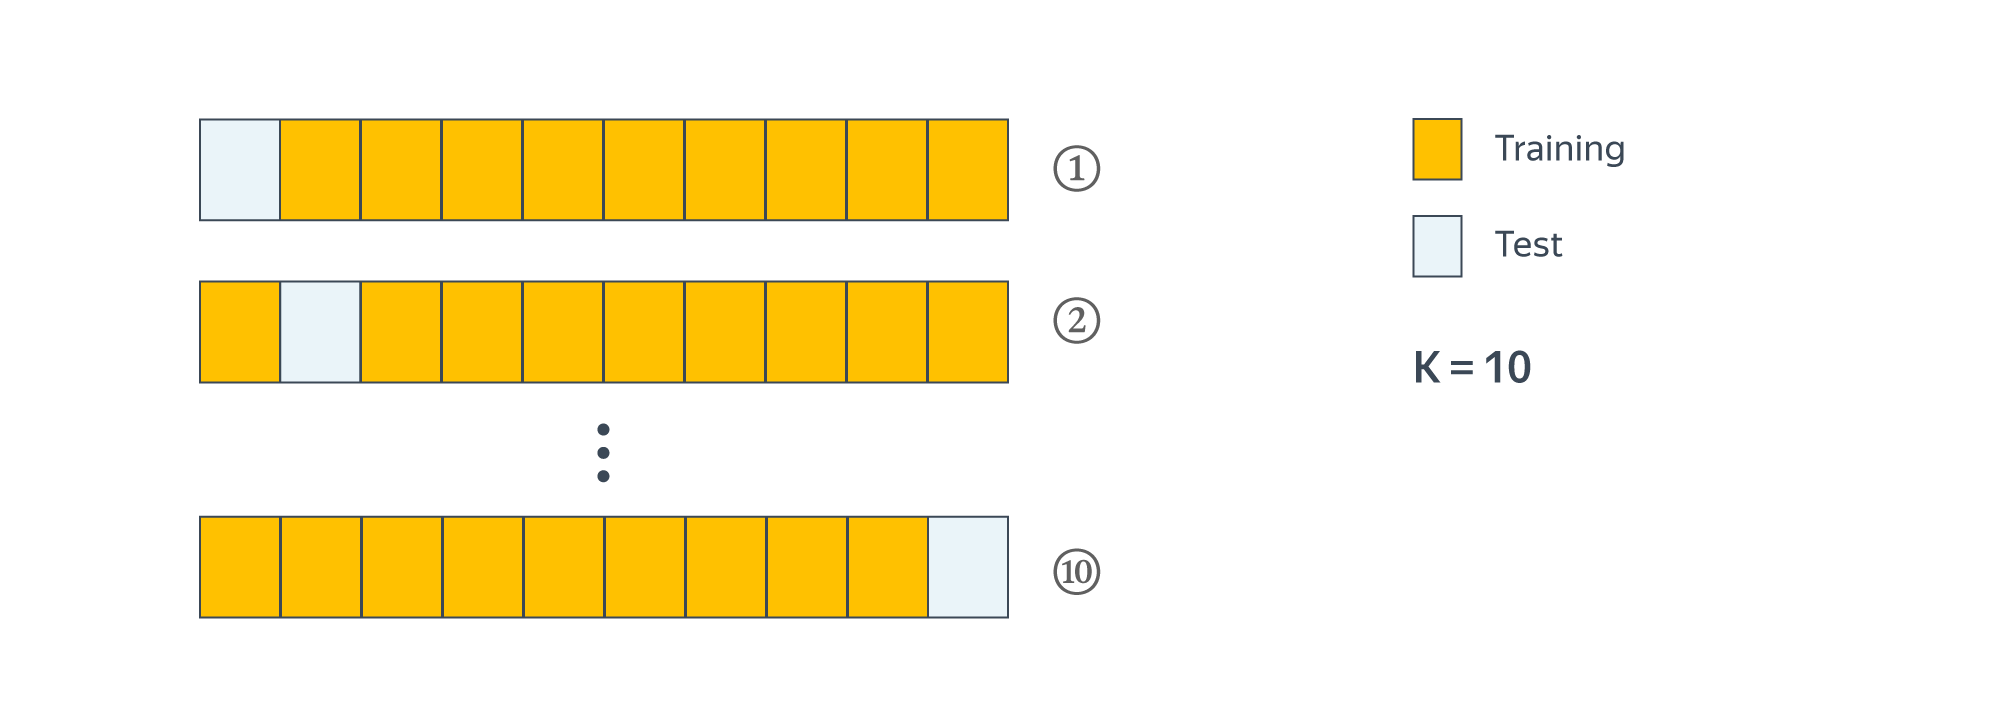 ①
②
⑩
Training
Test
K = 10